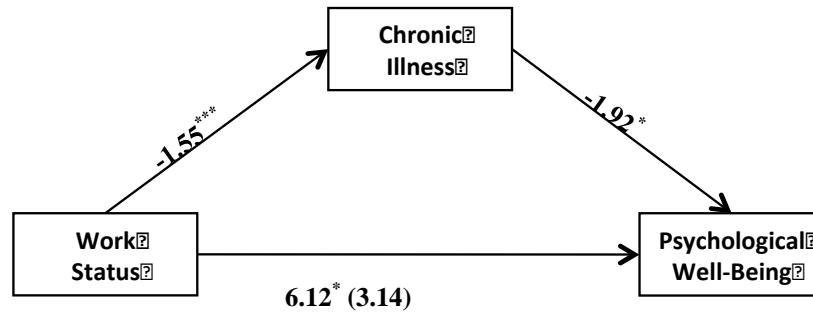 Chronic
Illness
-1.55***
-1.92*
Work
Status
Psychological
Well-Being
6.12* (3.14)